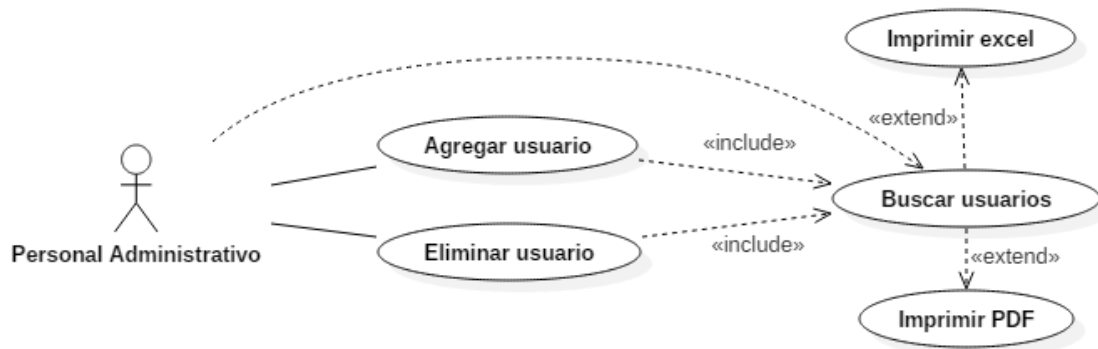 Imprimir excel
«extend»
Agregar usuario
«include»
Buscar usuarios
Personal Administrativo
Eliminar usuario
«include»
«extend»
Imprimir PDF